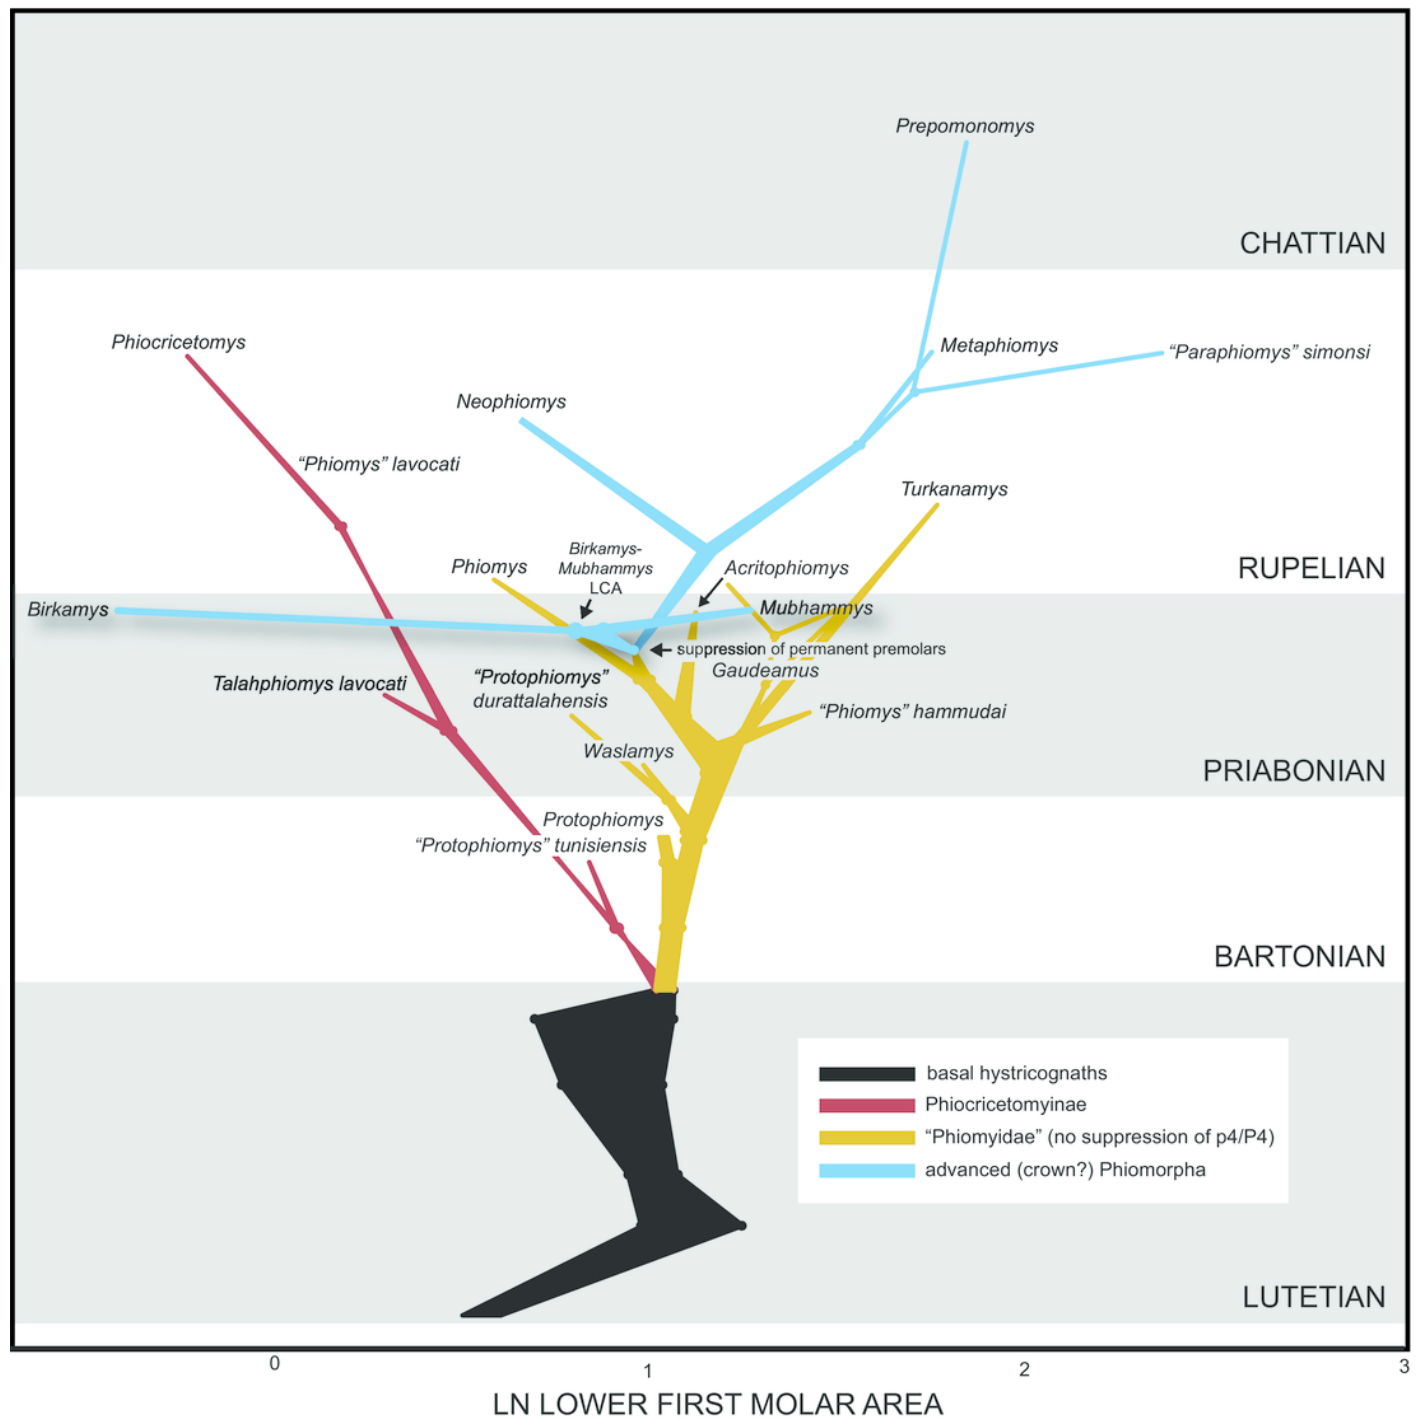 Prepomonomys
CHATTIAN
Phiocricetomys
Metaphiomys
“Paraphiomys” simonsi
Neophiomys
“Phiomys” lavocati
Turkanamys
Birkamys-
Mubhammys
LCA
Phiomys
Acritophiomys
RUPELIAN
Birkamys
Mubhammys
suppression of permanent premolars
Gaudeamus
Talahphiomys lavocati
“Protophiomys”
durattalahensis
“Phiomys” hammudai
Waslamys
PRIABONIAN
Protophiomys
“Protophiomys” tunisiensis
BARTONIAN
basal hystricognaths
Phiocricetomyinae
“Phiomyidae” (no suppression of p4/P4)
advanced (crown?) Phiomorpha
LUTETIAN
0 1 2 3
LN LOWER FIRST MOLAR AREA